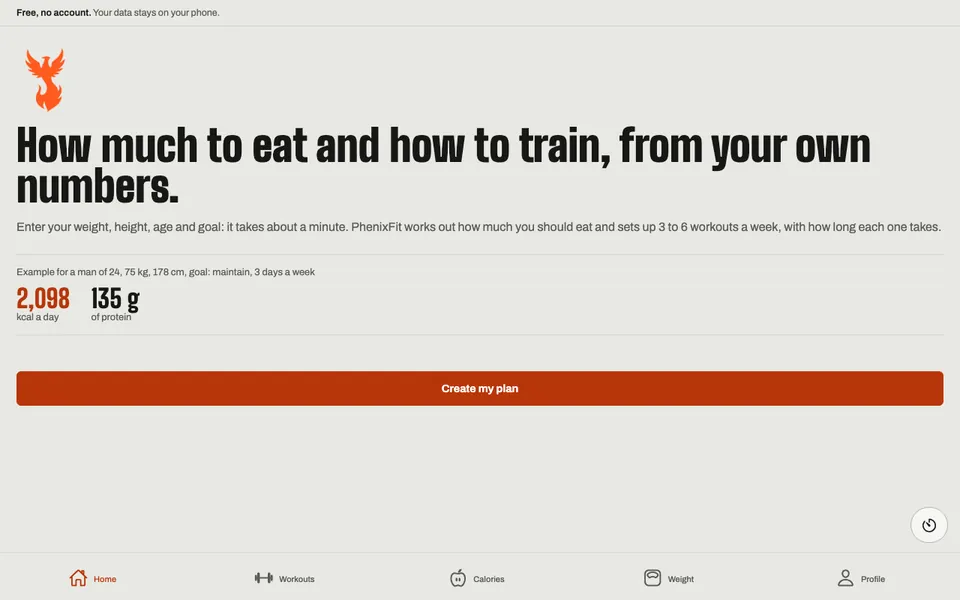 Free, no account. Your data stays on your phone.
How much to eat and how to train, from your own
numbers.
Enter your weight, height, age and goal: it takes about a minute. PhenixFit works out how much you should eat and sets up 3 to 6 workouts a week, with how long each one takes.
Example for a man of 24, 75 kg, 178 cm, goal: maintain, 3 days a week
2,098 135 g
kcal a day of protein
Create my plan
Home Workouts Calories Weight Profile